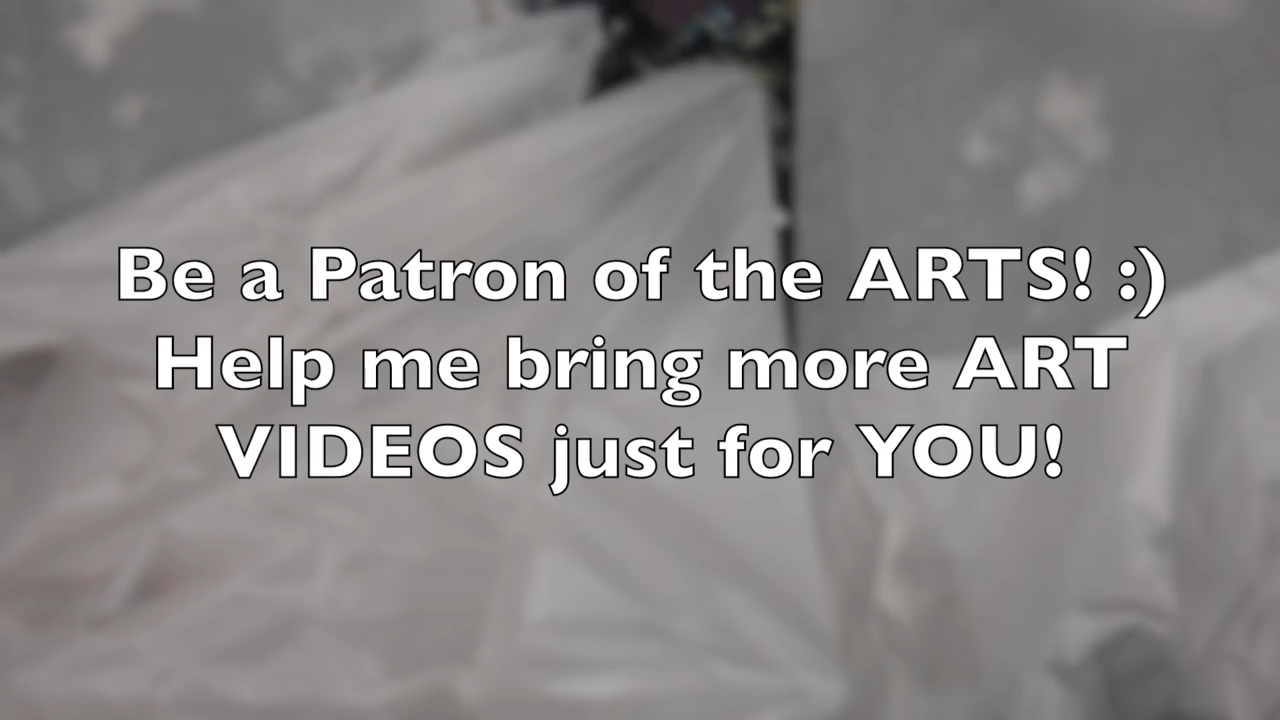 Be a Patron of the ARTS! :)
Help me bring more ART
VIDEOS just for YOU!